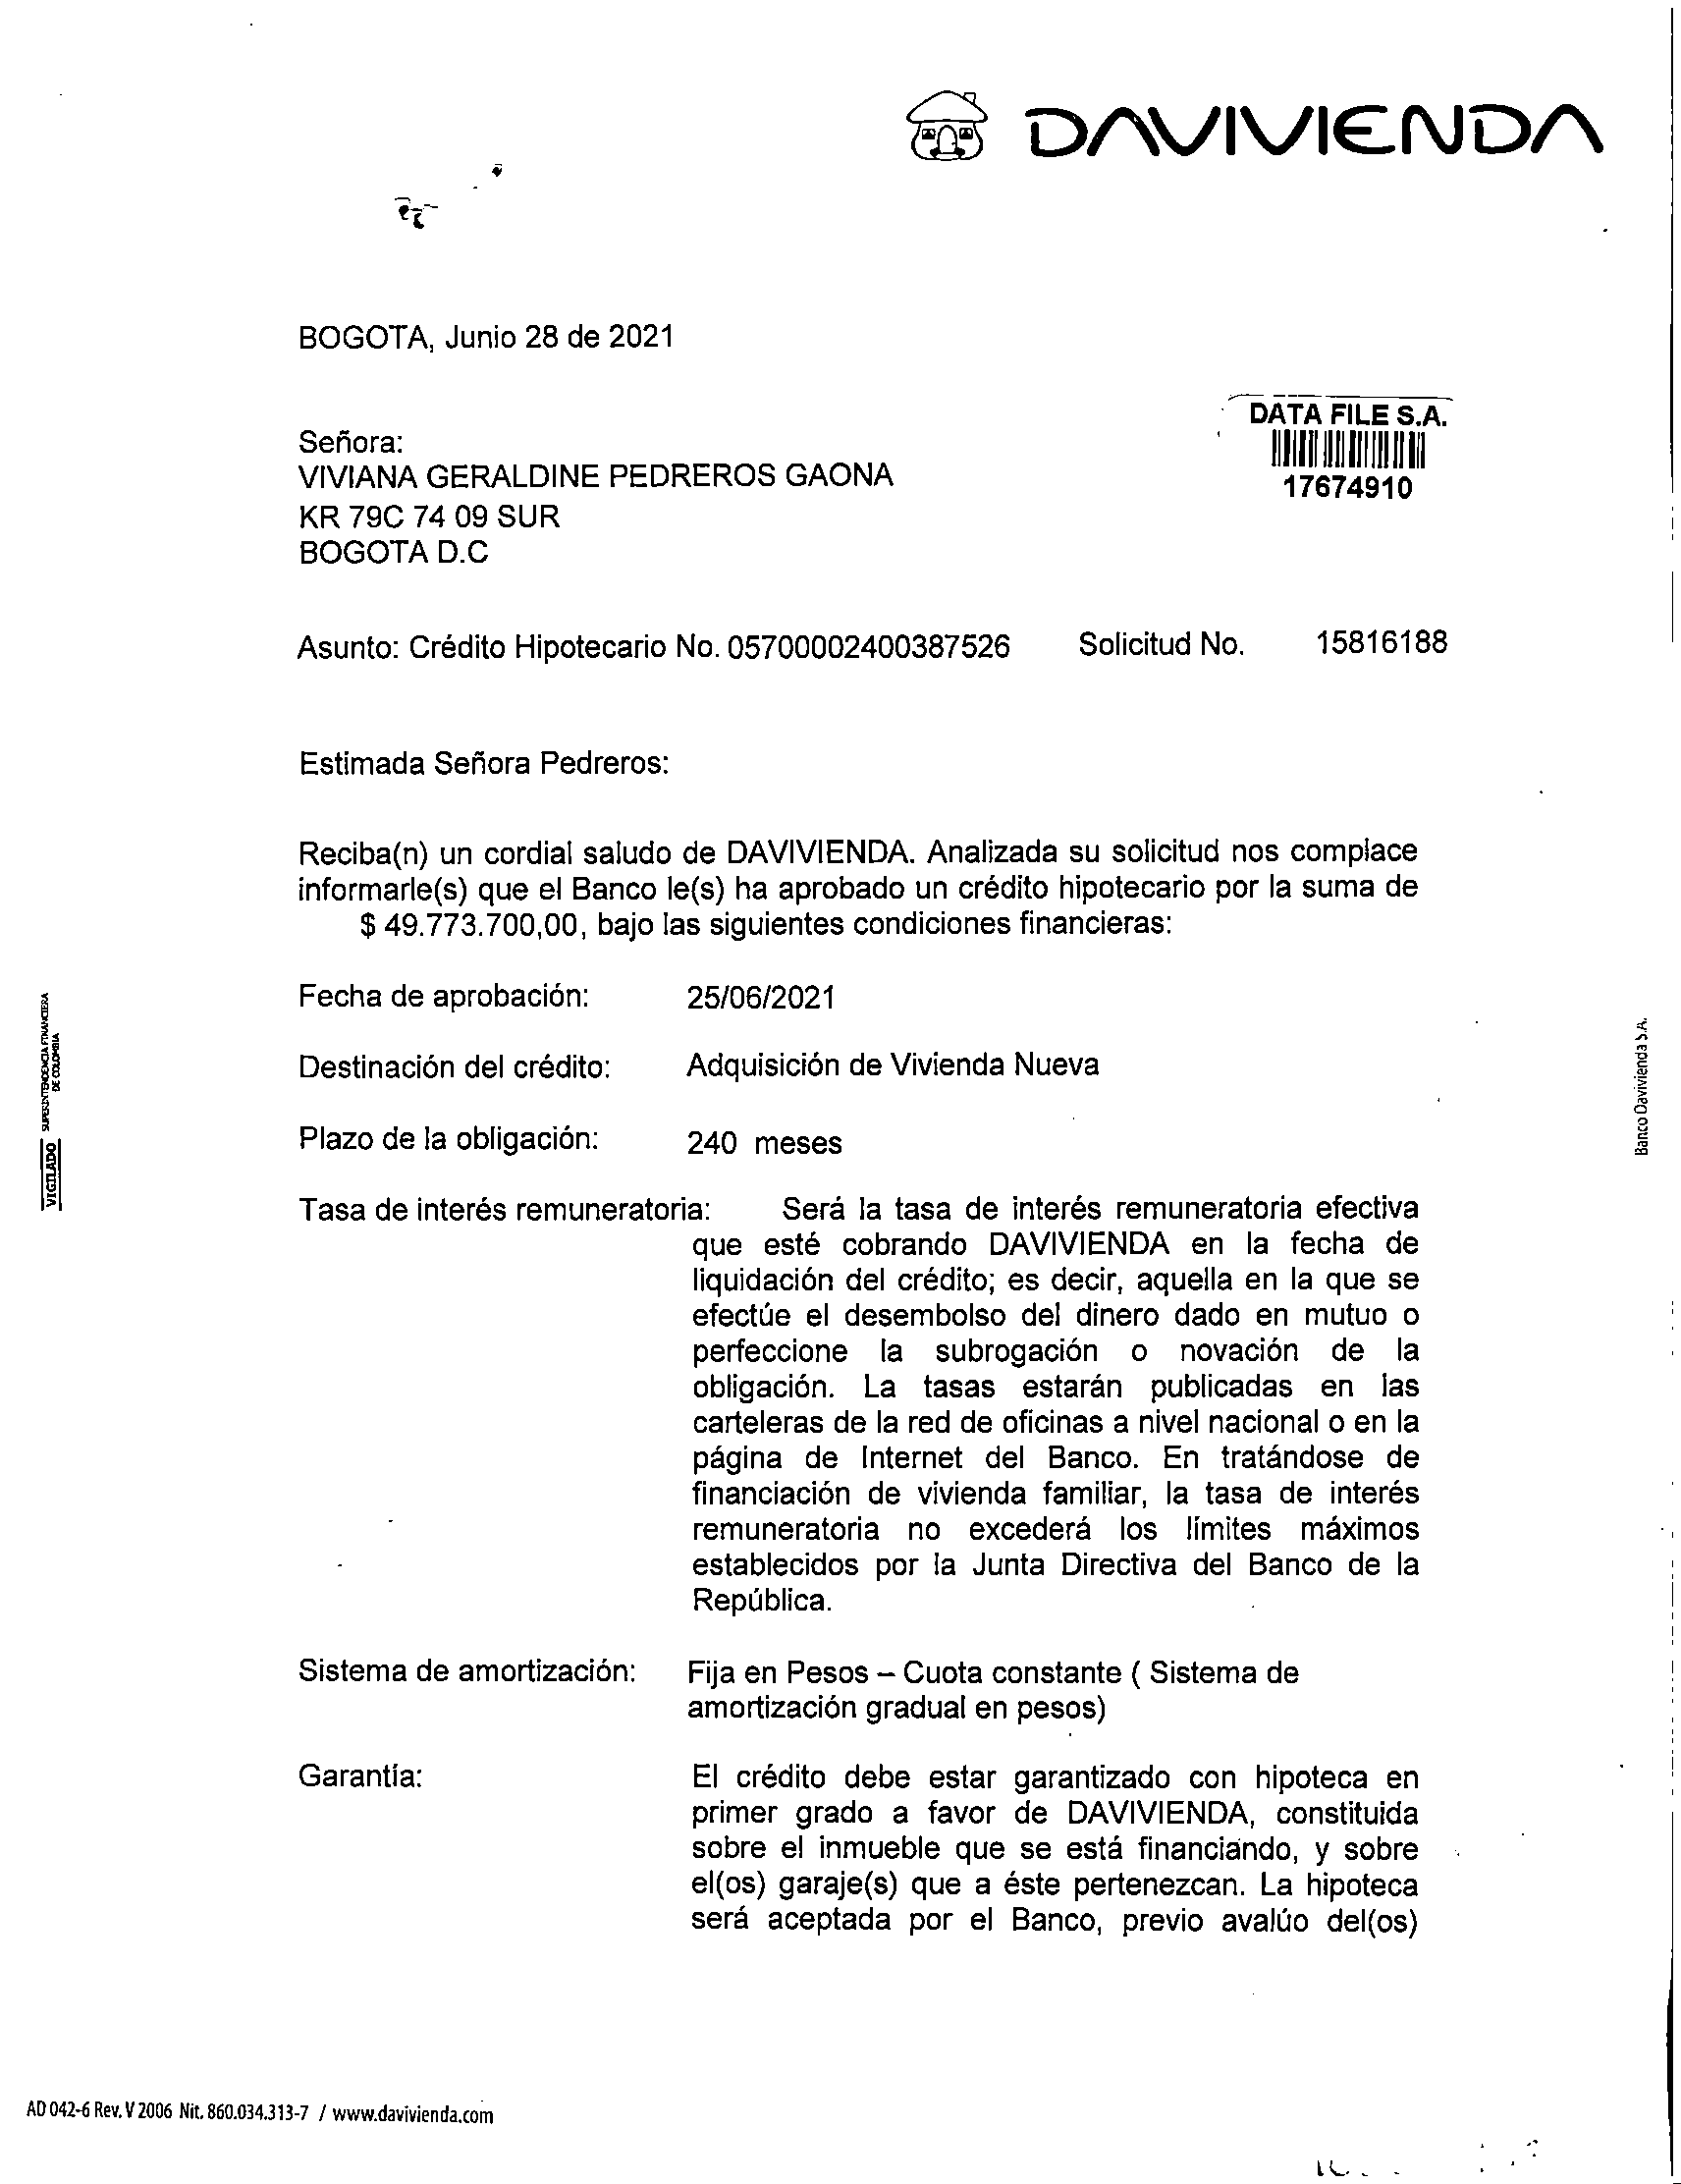 DAVIVIENDA
BOGOTA, Junio 28 de 2021
DATA FILE S.A.
17674910
Señora:
VIVIANA GERALDINE PEDREROS GAONA
KR 79C 74 09 SUR
BOGOTA D.C
Asunto: Crédito Hipotecario No. 05700002400387526 Solicitud No. 15816188
Estimada Señora Pedreros:
Reciba(n) un cordial saludo de DAVIVIENDA. Analizada su solicitud nos complace
informarle(s) que el Banco le(s) ha aprobado un crédito hipotecario por la suma de
$ 49.773.700,00, bajo las siguientes condiciones financieras:
Fecha de aprobación: 25/06/2021
Destinación del crédito: Adquisición de Vivienda Nueva
Plazo de la obligación: 240 meses
Tasa de interés remuneratoria: Será la tasa de interés remuneratoria efectiva
que esté cobrando DAVIVIENDA en la fecha de
liquidación del crédito; es decir, aquella en la que se
efectúe el desembolso del dinero dado en mutuo o
perfeccione la subrogación o novación de la
obligación. La tasas estarán publicadas en las
carteleras de la red de oficinas a nivel nacional o en la
página de Internet del Banco. En tratándose de
financiación de vivienda familiar, la tasa de interés
remuneratoria no excederá los límites máximos
establecidos por la Junta Directiva del Banco de la
República.
Sistema de amortización: Fija en Pesos – Cuota constante ( Sistema de
amortización gradual en pesos)
Garantía: El crédito debe estar garantizado con hipoteca en
primer grado a favor de DAVIVIENDA, constituida
sobre el inmueble que se está financiando, y sobre
el(os) garaje(s) que a éste pertenezcan. La hipoteca
será aceptada por el Banco, previo avalúo del(os)
VIGILADO SUPERINTENDENCIA FINANCIERA
DE COLOMBIA
Banco Davivienda S.A.
AD 042-6 Rev. V 2006 Nit. 860.034.313-7 / www.davivienda.com